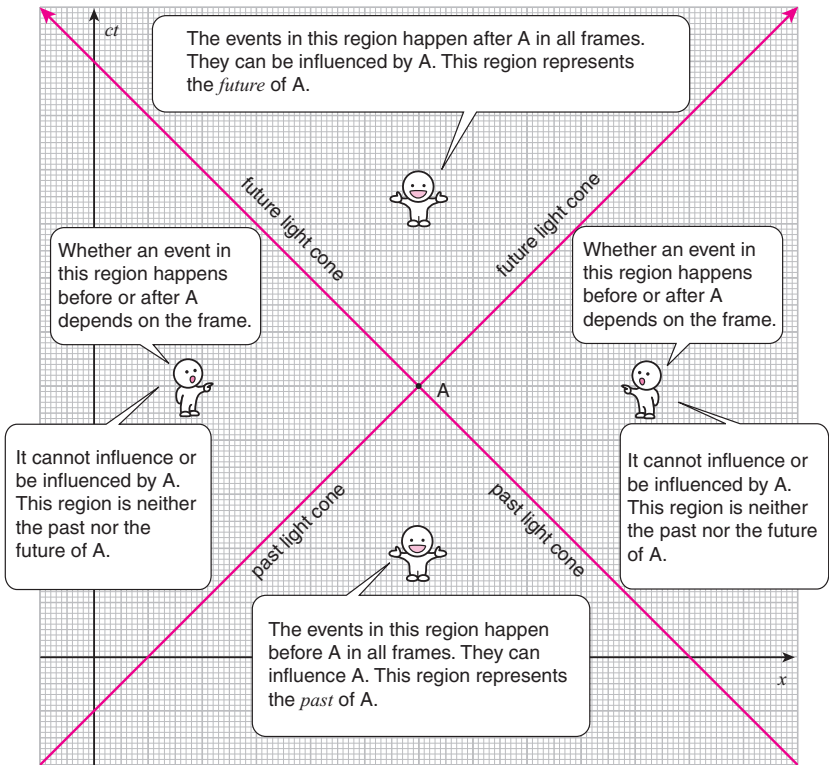 ct
The events in this region happen after A in all frames.
They can be influenced by A. This region represents
the future of A.
future light cone
future light cone
Whether an event in
this region happens
before or after A
depends on the frame.
Whether an event in
this region happens
before or after A
depends on the frame.
A
It cannot influence or
be influenced by A.
This region is neither
the past nor the
future of A.
It cannot influence or
be influenced by A.
This region is neither
the past nor the future
of A.
past light cone
past light cone
The events in this region happen
before A in all frames. They can
influence A. This region represents
the past of A.
x